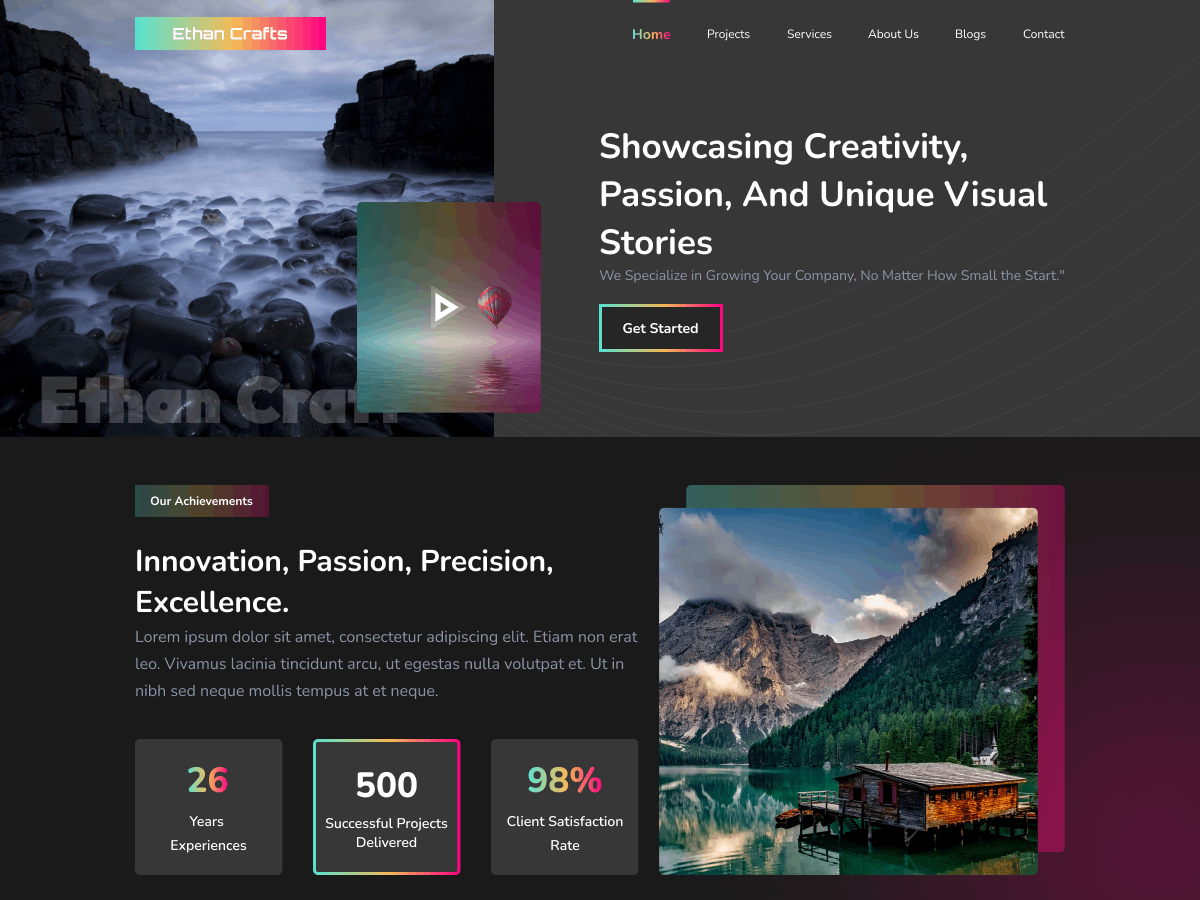 Ethan Crafts
Home Projects Services About Us Blogs Contact
Showcasing Creativity,
Passion, And Unique Visual
Stories
We Specialize in Growing Your Company, No Matter How Small the Start."
Get Started
Ethan Craft
Our Achievements
Innovation, Passion, Precision,
Excellence.
Lorem ipsum dolor sit amet, consectetur adipiscing elit. Etiam non erat
leo. Vivamus lacinia tincidunt arcu, ut egestas nulla volutpat et. Ut in
nibh sed neque mollis tempus at et neque.
26
Years
Experiences
500
Successful Projects
Delivered
98%
Client Satisfaction
Rate